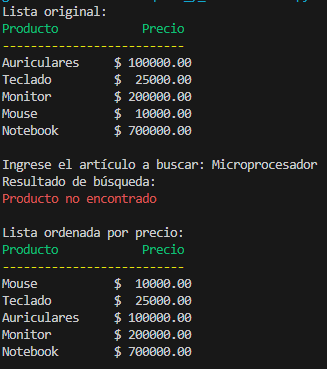 Lista original:
Producto Precio
--------------------------
Auriculares $ 100000.00
Teclado $ 25000.00
Monitor $ 200000.00
Mouse $ 10000.00
Notebook $ 700000.00
Ingrese el artículo a buscar: Microprocesador
Resultado de búsqueda:
Producto no encontrado
Lista ordenada por precio:
Producto Precio
--------------------------
Mouse $ 10000.00
Teclado $ 25000.00
Auriculares $ 100000.00
Monitor $ 200000.00
Notebook $ 700000.00